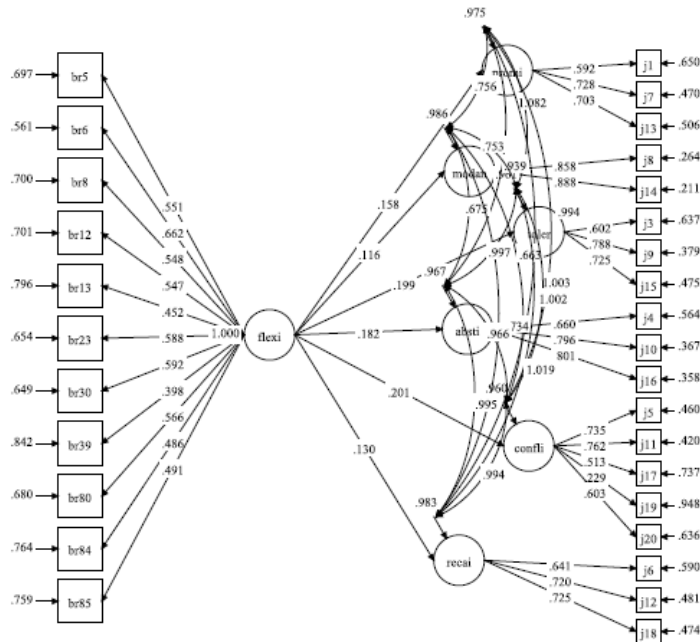 .975
.697 br5
.592 j1 .650
.728 j7 .470
.703 j13 .506
.756
1.082
.986
.561 br6
.753
.939
.858 j8 .264
.888 j14 .211
.700 br8
.551
.158
.675
.994
.602 j3 .637
.788 j9 .379
.725 j15 .475
.701 br12
.662
.116
.997
.663
.548
.796 br13
.547
.199
.967
1.003
1.002
.452
.654 br23
.588
1.000 flexi
.182
absti
.966
.734
.660 j4 .564
.796 j10 .367
801 j16 .358
.649 br30
.592
1.019
.398
.201
.960
.995
.842 br39
.566
.735 j5 .460
.762 j11 .420
.513 j17 .737
.229 j19 .948
.603 j20 .636
confli
.486
.130
.680 br80
.491
.994
.983
.764 br84
recai
.641 j6 .590
.720 j12 .481
.725 j18 .474
.759 br85